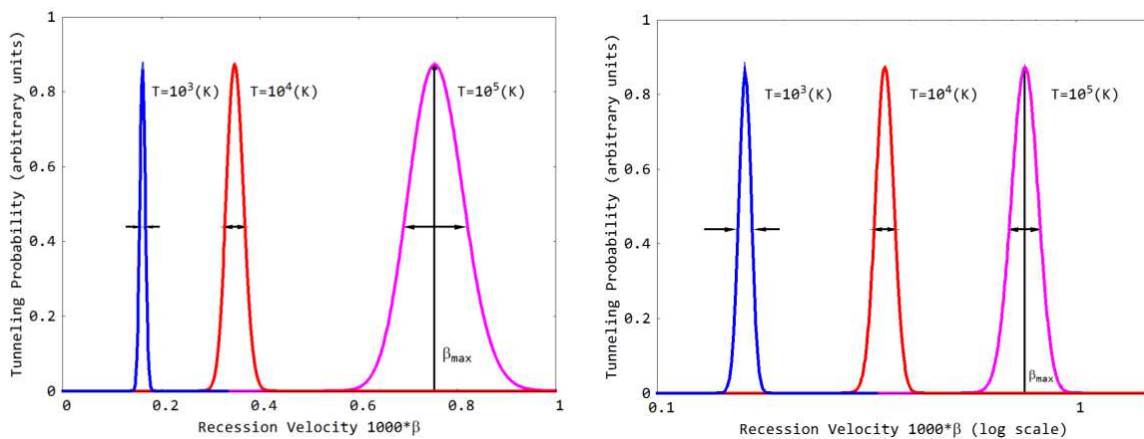 Tunneling Probability (arbitrary units)
1
0.8
0.6
0.4
0.2
0
T=10³(K)
T=10⁴(K)
T=10⁵(K)
βmax
0
0.2
0.4
0.6
0.8
1
Recession Velocity 1000*β
Tunneling Probability (arbitrary units)
1
0.8
0.6
0.4
0.2
0
T=10³(K)
T=10⁴(K)
T=10⁵(K)
βmax
0.1
1
Recession Velocity 1000*β (log scale)